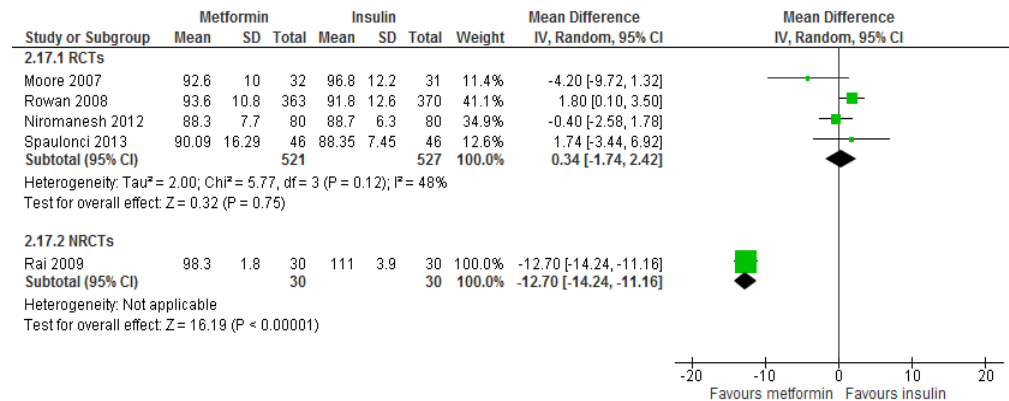 Metformin Insulin Mean Difference Mean Difference
Study or Subgroup Mean SD Total Mean SD Total Weight IV, Random, 95% CI IV, Random, 95% CI
2.17.1 RCTs
Moore 2007 92.6 10 32 96.8 12.2 31 11.4% -4.20 [-9.72, 1.32]
Rowan 2008 93.6 10.8 363 91.8 12.6 370 41.1% 1.80 [0.10, 3.50]
Niromanesh 2012 88.3 7.7 80 88.7 6.3 80 34.9% -0.40 [-2.58, 1.78]
Spaulonci 2013 90.09 16.29 46 88.35 7.45 46 12.6% 1.74 [-3.44, 6.92]
Subtotal (95% CI) 521 527 100.0% 0.34 [-1.74, 2.42]
Heterogeneity: Tau² = 2.00; Chi² = 5.77, df = 3 (P = 0.12); I² = 48%
Test for overall effect: Z = 0.32 (P = 0.75)
2.17.2 NRCTs
Rai 2009 98.3 1.8 30 111 3.9 30 100.0% -12.70 [-14.24, -11.16]
Subtotal (95% CI) 30 30 100.0% -12.70 [-14.24, -11.16]
Heterogeneity: Not applicable
Test for overall effect: Z = 16.19 (P < 0.00001)
-20 -10 0 10 20
Favours metformin Favours insulin